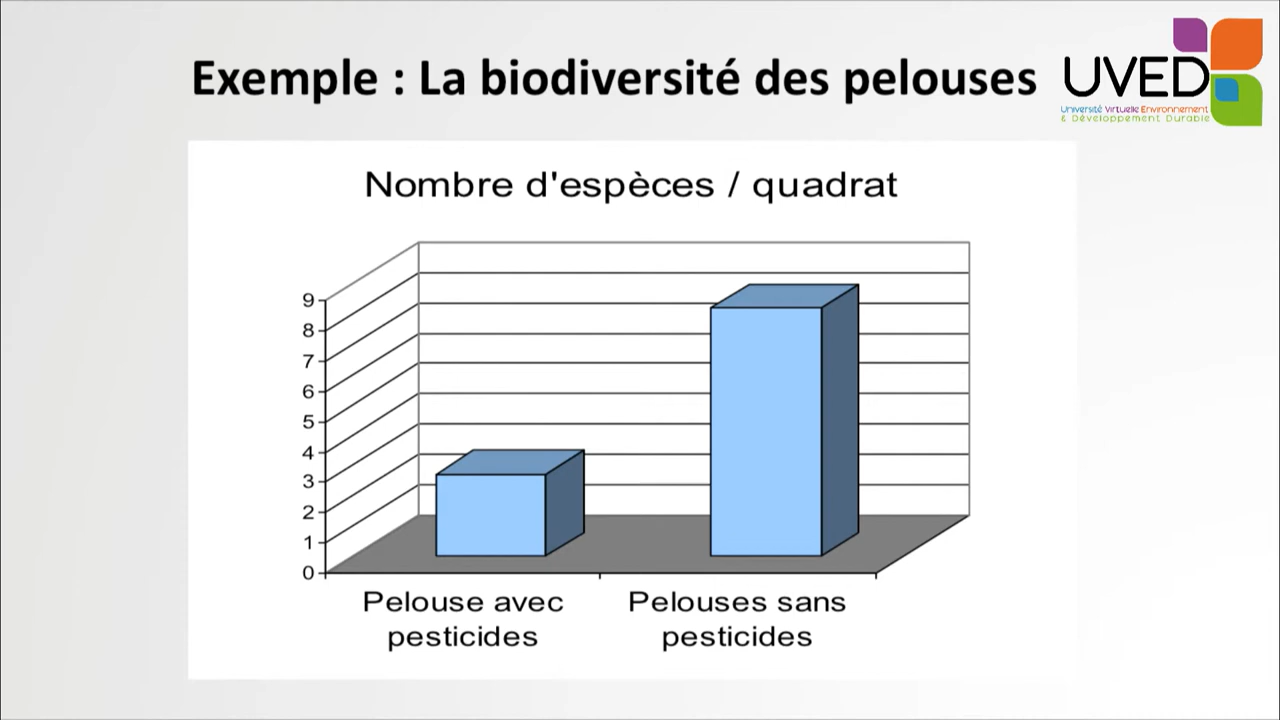 Exemple : La biodiversité des pelouses
UVED
Université Virtuelle Environnement
& Développement Durable
Nombre d'espèces / quadrat
9
8
7
6
5
4
3
2
1
0
Pelouse avec
pesticides
Pelouses sans
pesticides